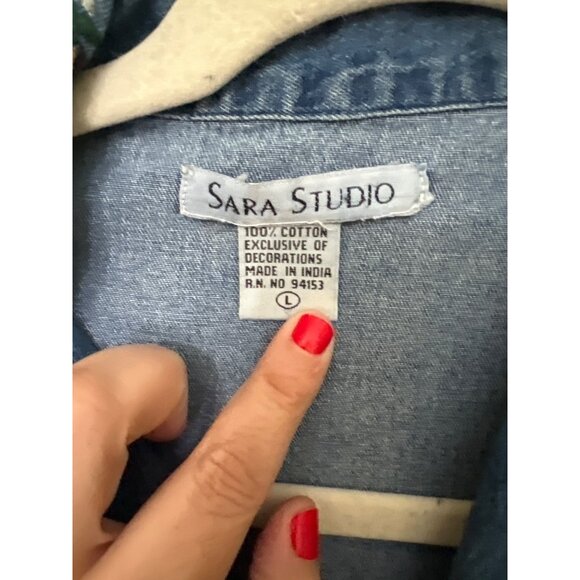 SARA STUDIO
100% COTTON
EXCLUSIVE OF
DECORATIONS
MADE IN INDIA
R.N. NO 94153
L